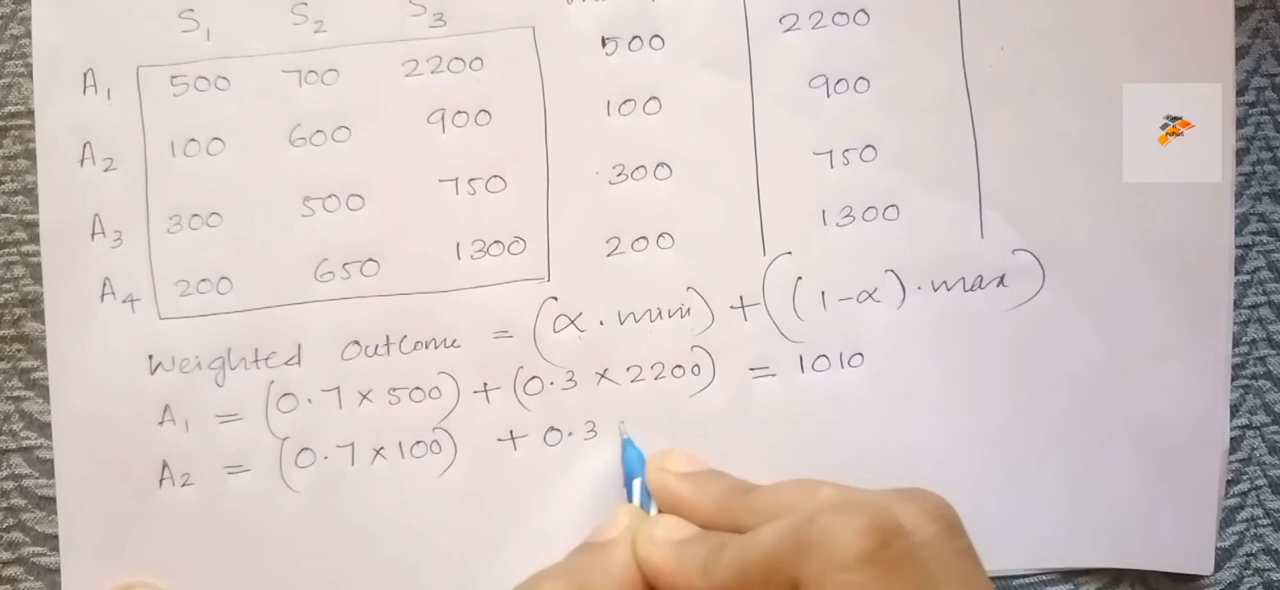 S1 S2 S3
A1 500 700 2200 500 2200
A2 100 600 900 100 900
A3 300 500 750 300 750
A4 200 650 1300 200 1300
Weighted Outcome = (α . mini) + ((1-α) . max)
A1 = (0.7 × 500) + (0.3 × 2200) = 1010
A2 = (0.7 × 100) + 0.3